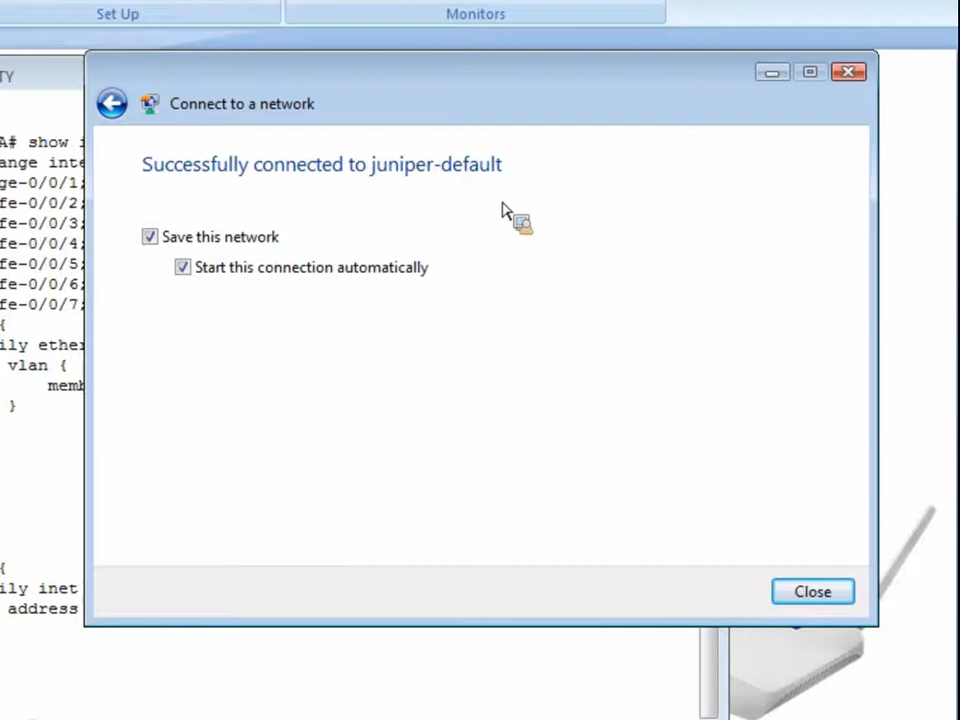 Set Up
Monitors
TY
Connect to a network
Successfully connected to juniper-default
Save this network
Start this connection automatically
Close
A# show i
ange inte
ge-0/0/1;
fe-0/0/2;
fe-0/0/3;
fe-0/0/4;
fe-0/0/5;
fe-0/0/6;
fe-0/0/7;
{
ily ether
vlan {
memb
}
{
ily inet
address